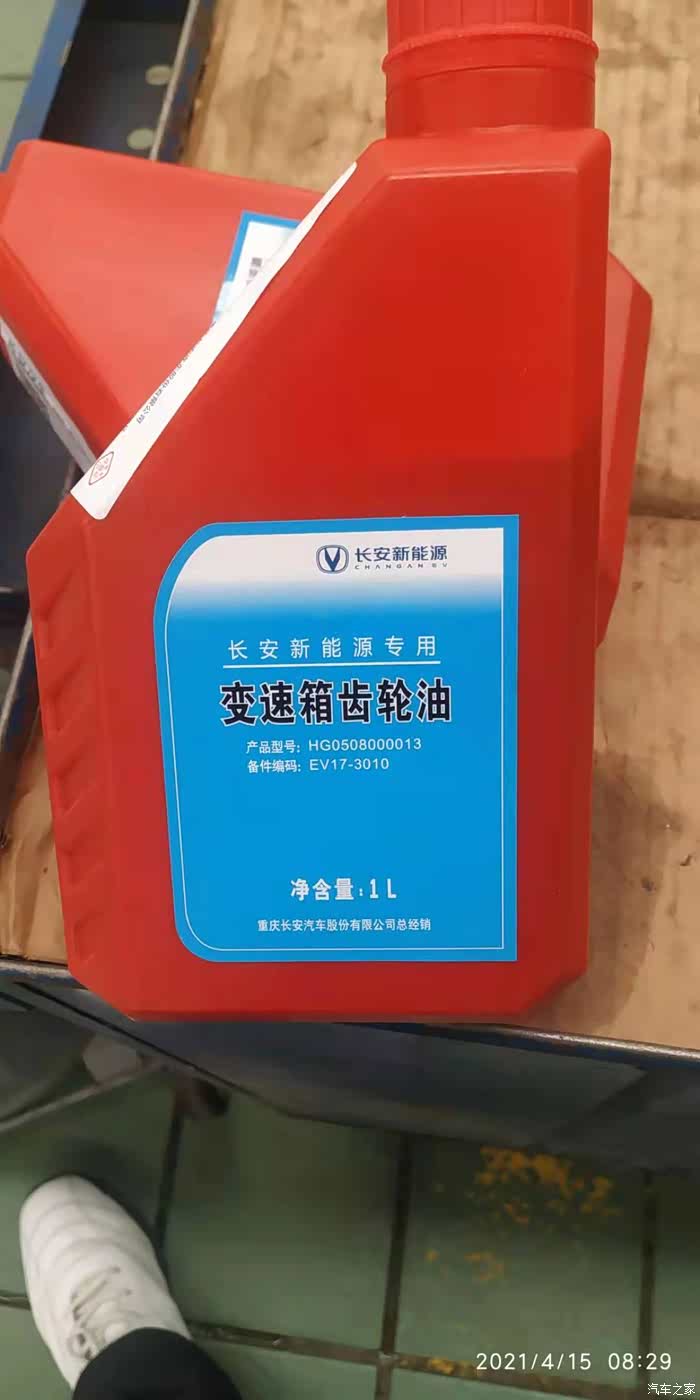 长安新能源
CHANGAN EV
长安新能源专用
变速箱齿轮油
产品型号：HG0508000013
备件编码：EV17-3010
净含量：1L
重庆长安汽车股份有限公司总经销
2021/4/15 08:29
汽车之家